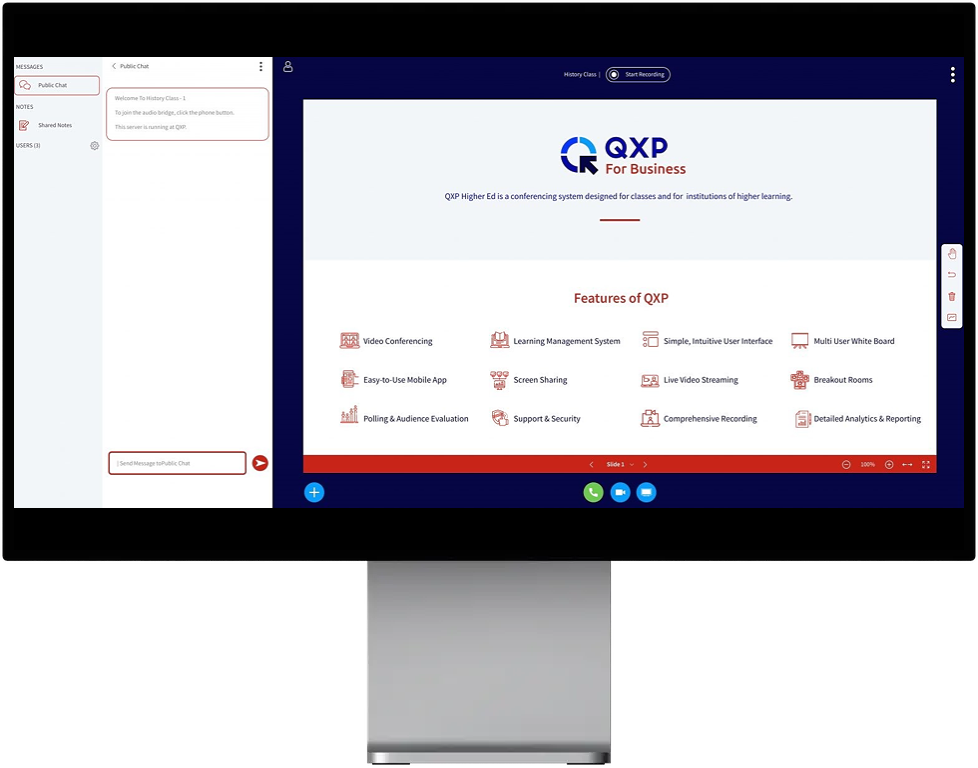 MESSAGES
Public Chat
NOTES
Shared Notes
USERS (3)
Public Chat
Welcome To History Class - 1
To join the audio bridge, click the phone button.
This server is running at QXP.
Send Message toPublic Chat
History Class |
Start Recording
QXP
For Business
QXP Higher Ed is a conferencing system designed for classes and for institutions of higher learning.
Features of QXP
Video Conferencing
Learning Management System
Simple, Intuitive User Interface
Multi User White Board
Easy-to-Use Mobile App
Screen Sharing
Live Video Streaming
Breakout Rooms
Polling & Audience Evaluation
Support & Security
Comprehensive Recording
Detailed Analytics & Reporting
Slide 1
100%